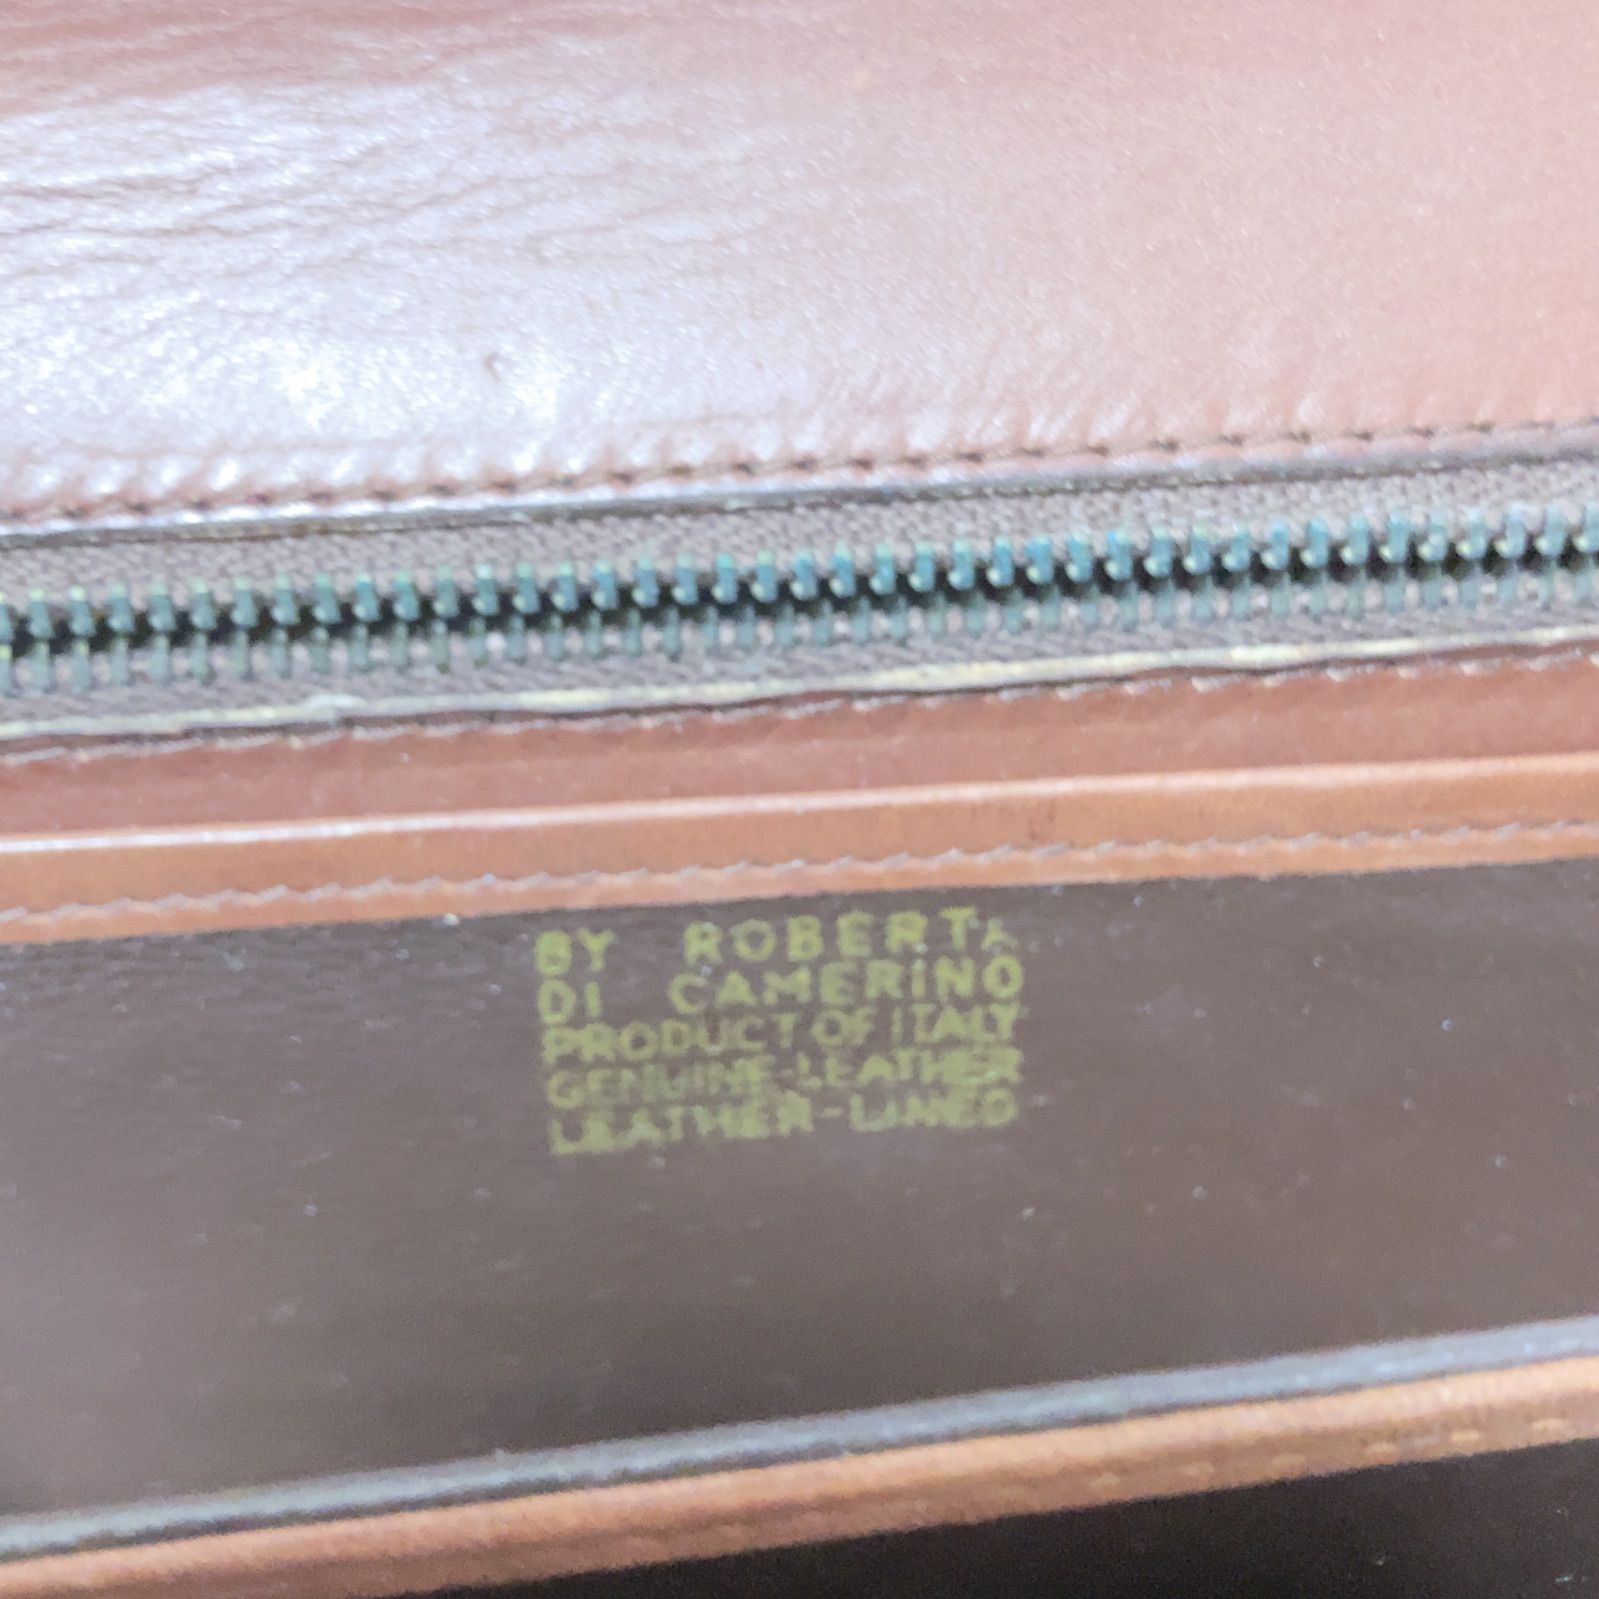 BY ROBERTA
DI CAMERINO
PRODUCT OF ITALY
GENUINE-LEATHER
LEATHER-LINED